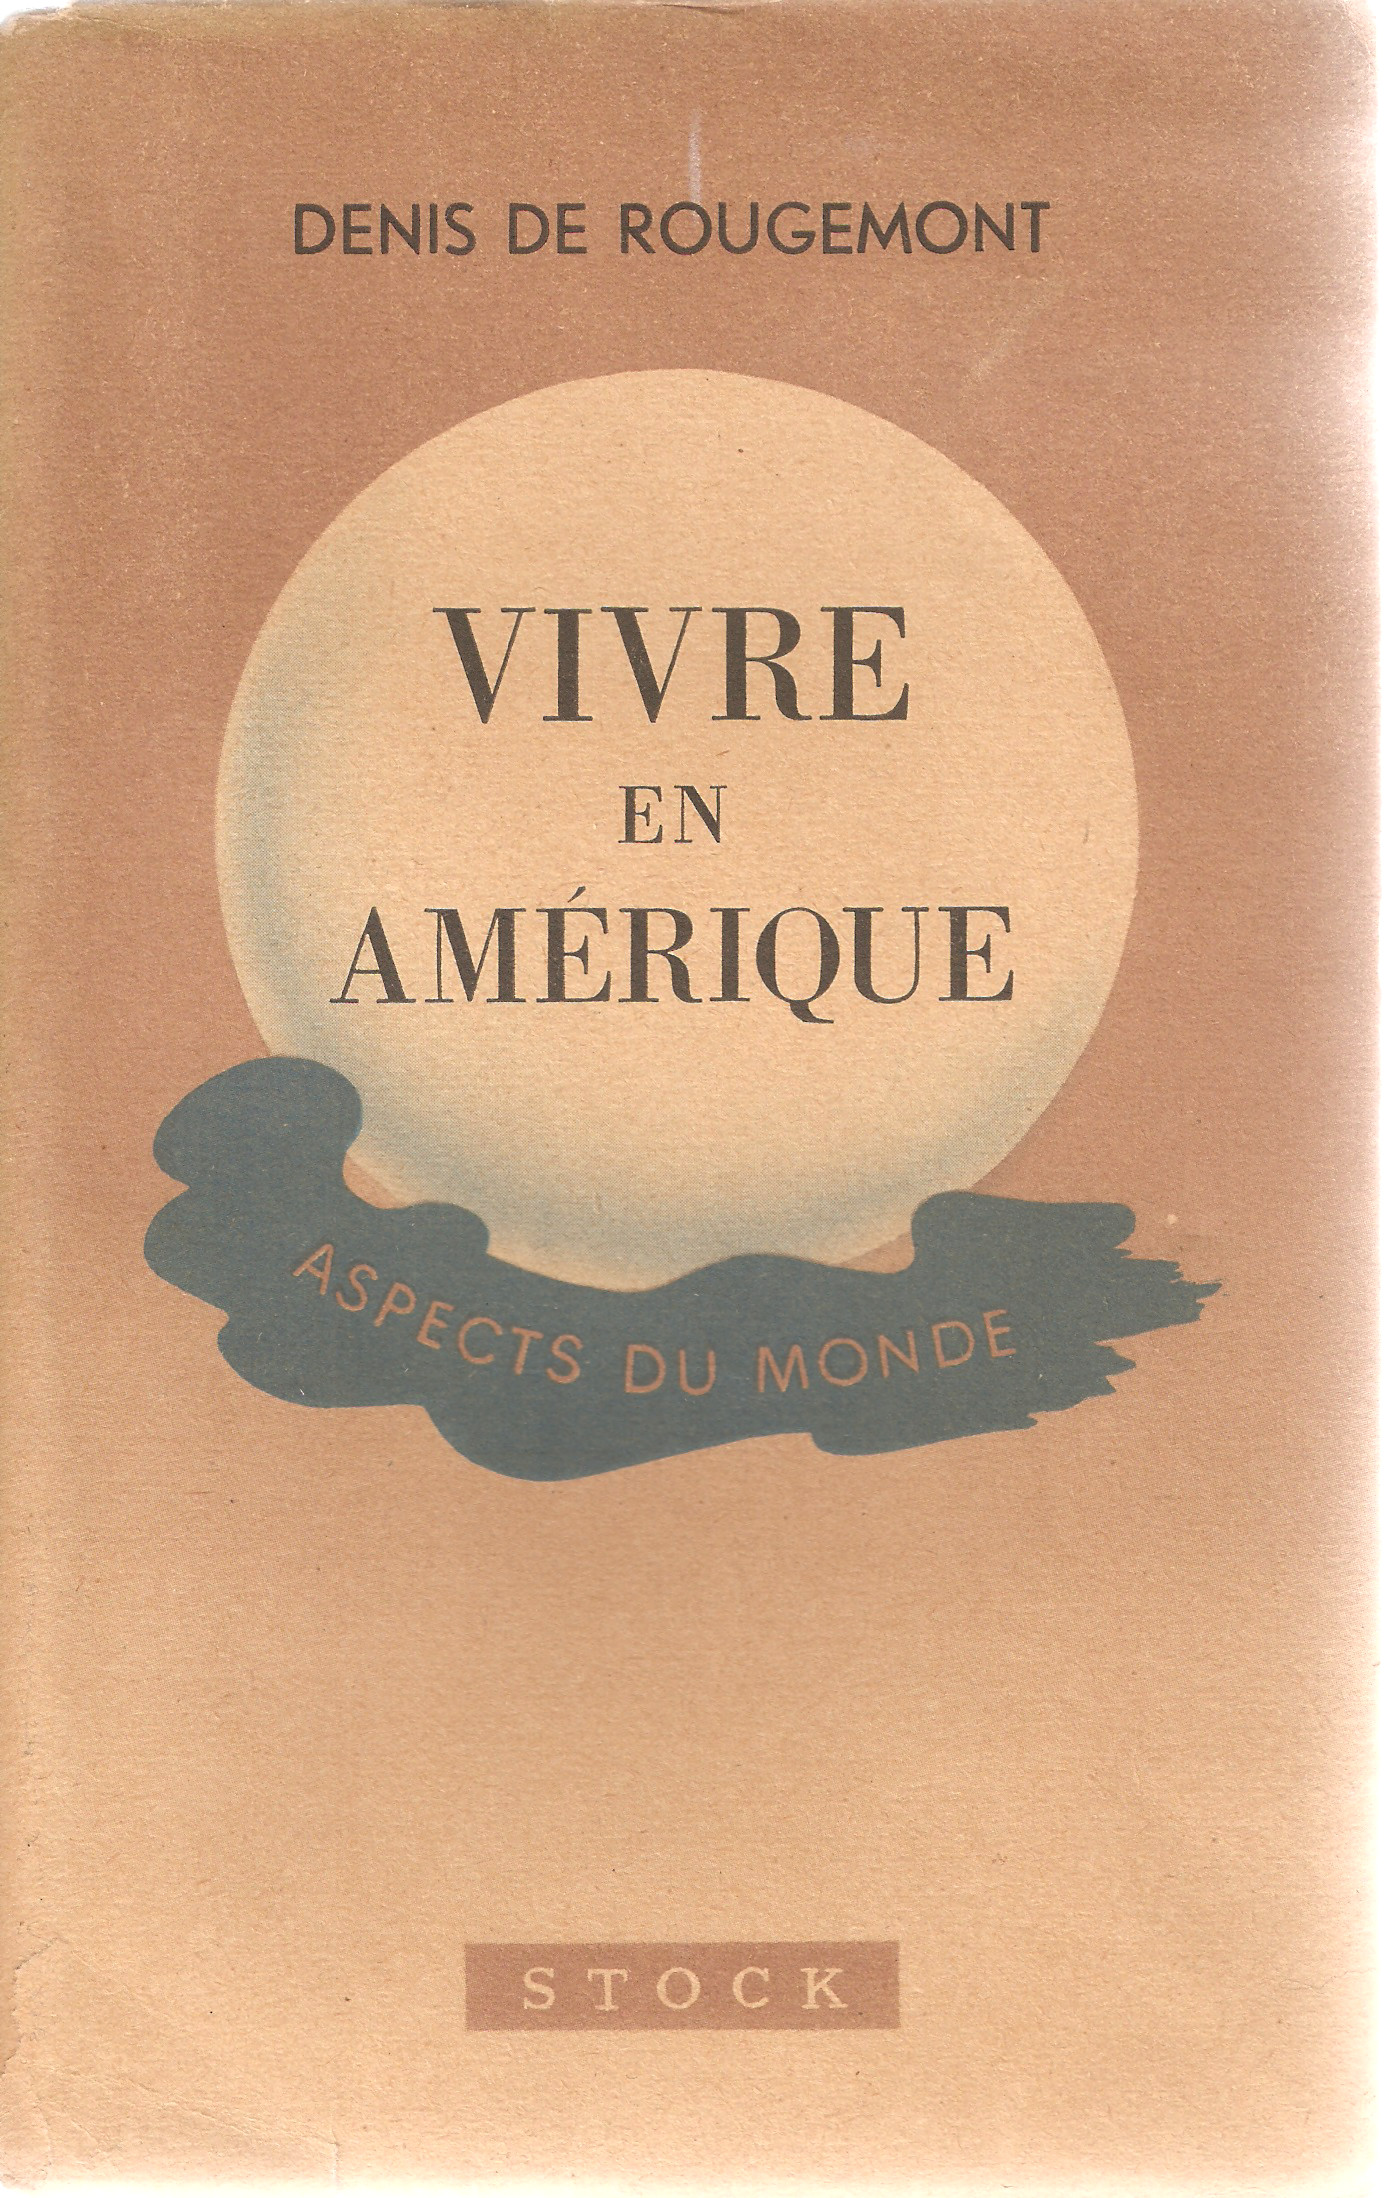 DENIS DE ROUGEMONT
VIVRE
EN
AMÉRIQUE
ASPECTS DU MONDE
STOCK